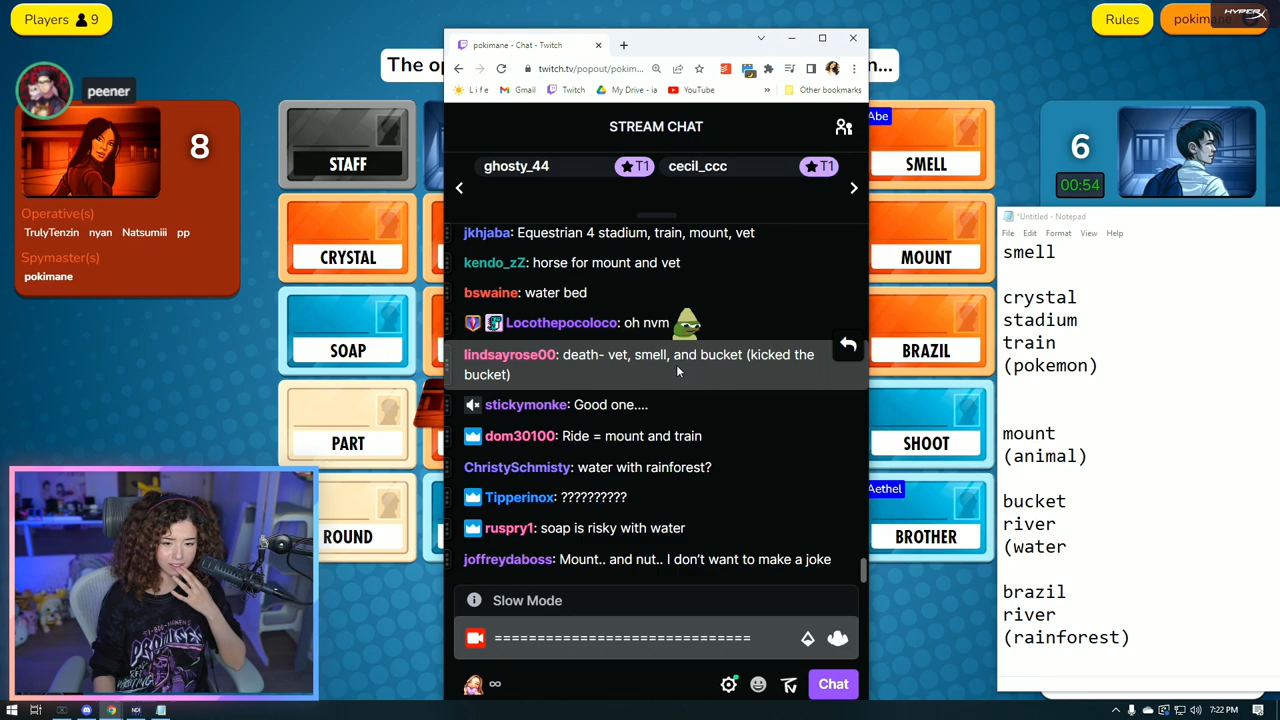 Players 9
Rules
pokimane
HYPERX
The op
n...
peener
8
Operative(s)
TrulyTenzin nyan Natsumiii pp
Spymaster(s)
pokimane
STAFF
CRYSTAL
SOAP
PART
ROUND
pokimane - Chat - Twitch
twitch.tv/popout/pokim...
Life
Gmail
Twitch
My Drive - ia
YouTube
»
Other bookmarks
STREAM CHAT
ghosty_44 T1
cecil_ccc T1
jkhjaba: Equestrian 4 stadium, train, mount, vet
kendo_zZ: horse for mount and vet
bswaine: water bed
Locothepocoloco: oh nvm
lindsayrose00: death- vet, smell, and bucket (kicked the
bucket)
stickymonke: Good one....
dom30100: Ride = mount and train
ChristySchmisty: water with rainforest?
Tipperinox: ??????????
ruspry1: soap is risky with water
joffreydaboss: Mount.. and nut.. I don’t want to make a joke
Slow Mode
==============================
∞
Chat
Abe
SMELL
MOUNT
BRAZIL
SHOOT
Aethel
BROTHER
6
00:54
*Untitled - Notepad
File Edit Format View Help
smell
crystal
stadium
train
(pokemon)
mount
(animal)
bucket
river
(water
brazil
river
(rainforest)
7:22 PM